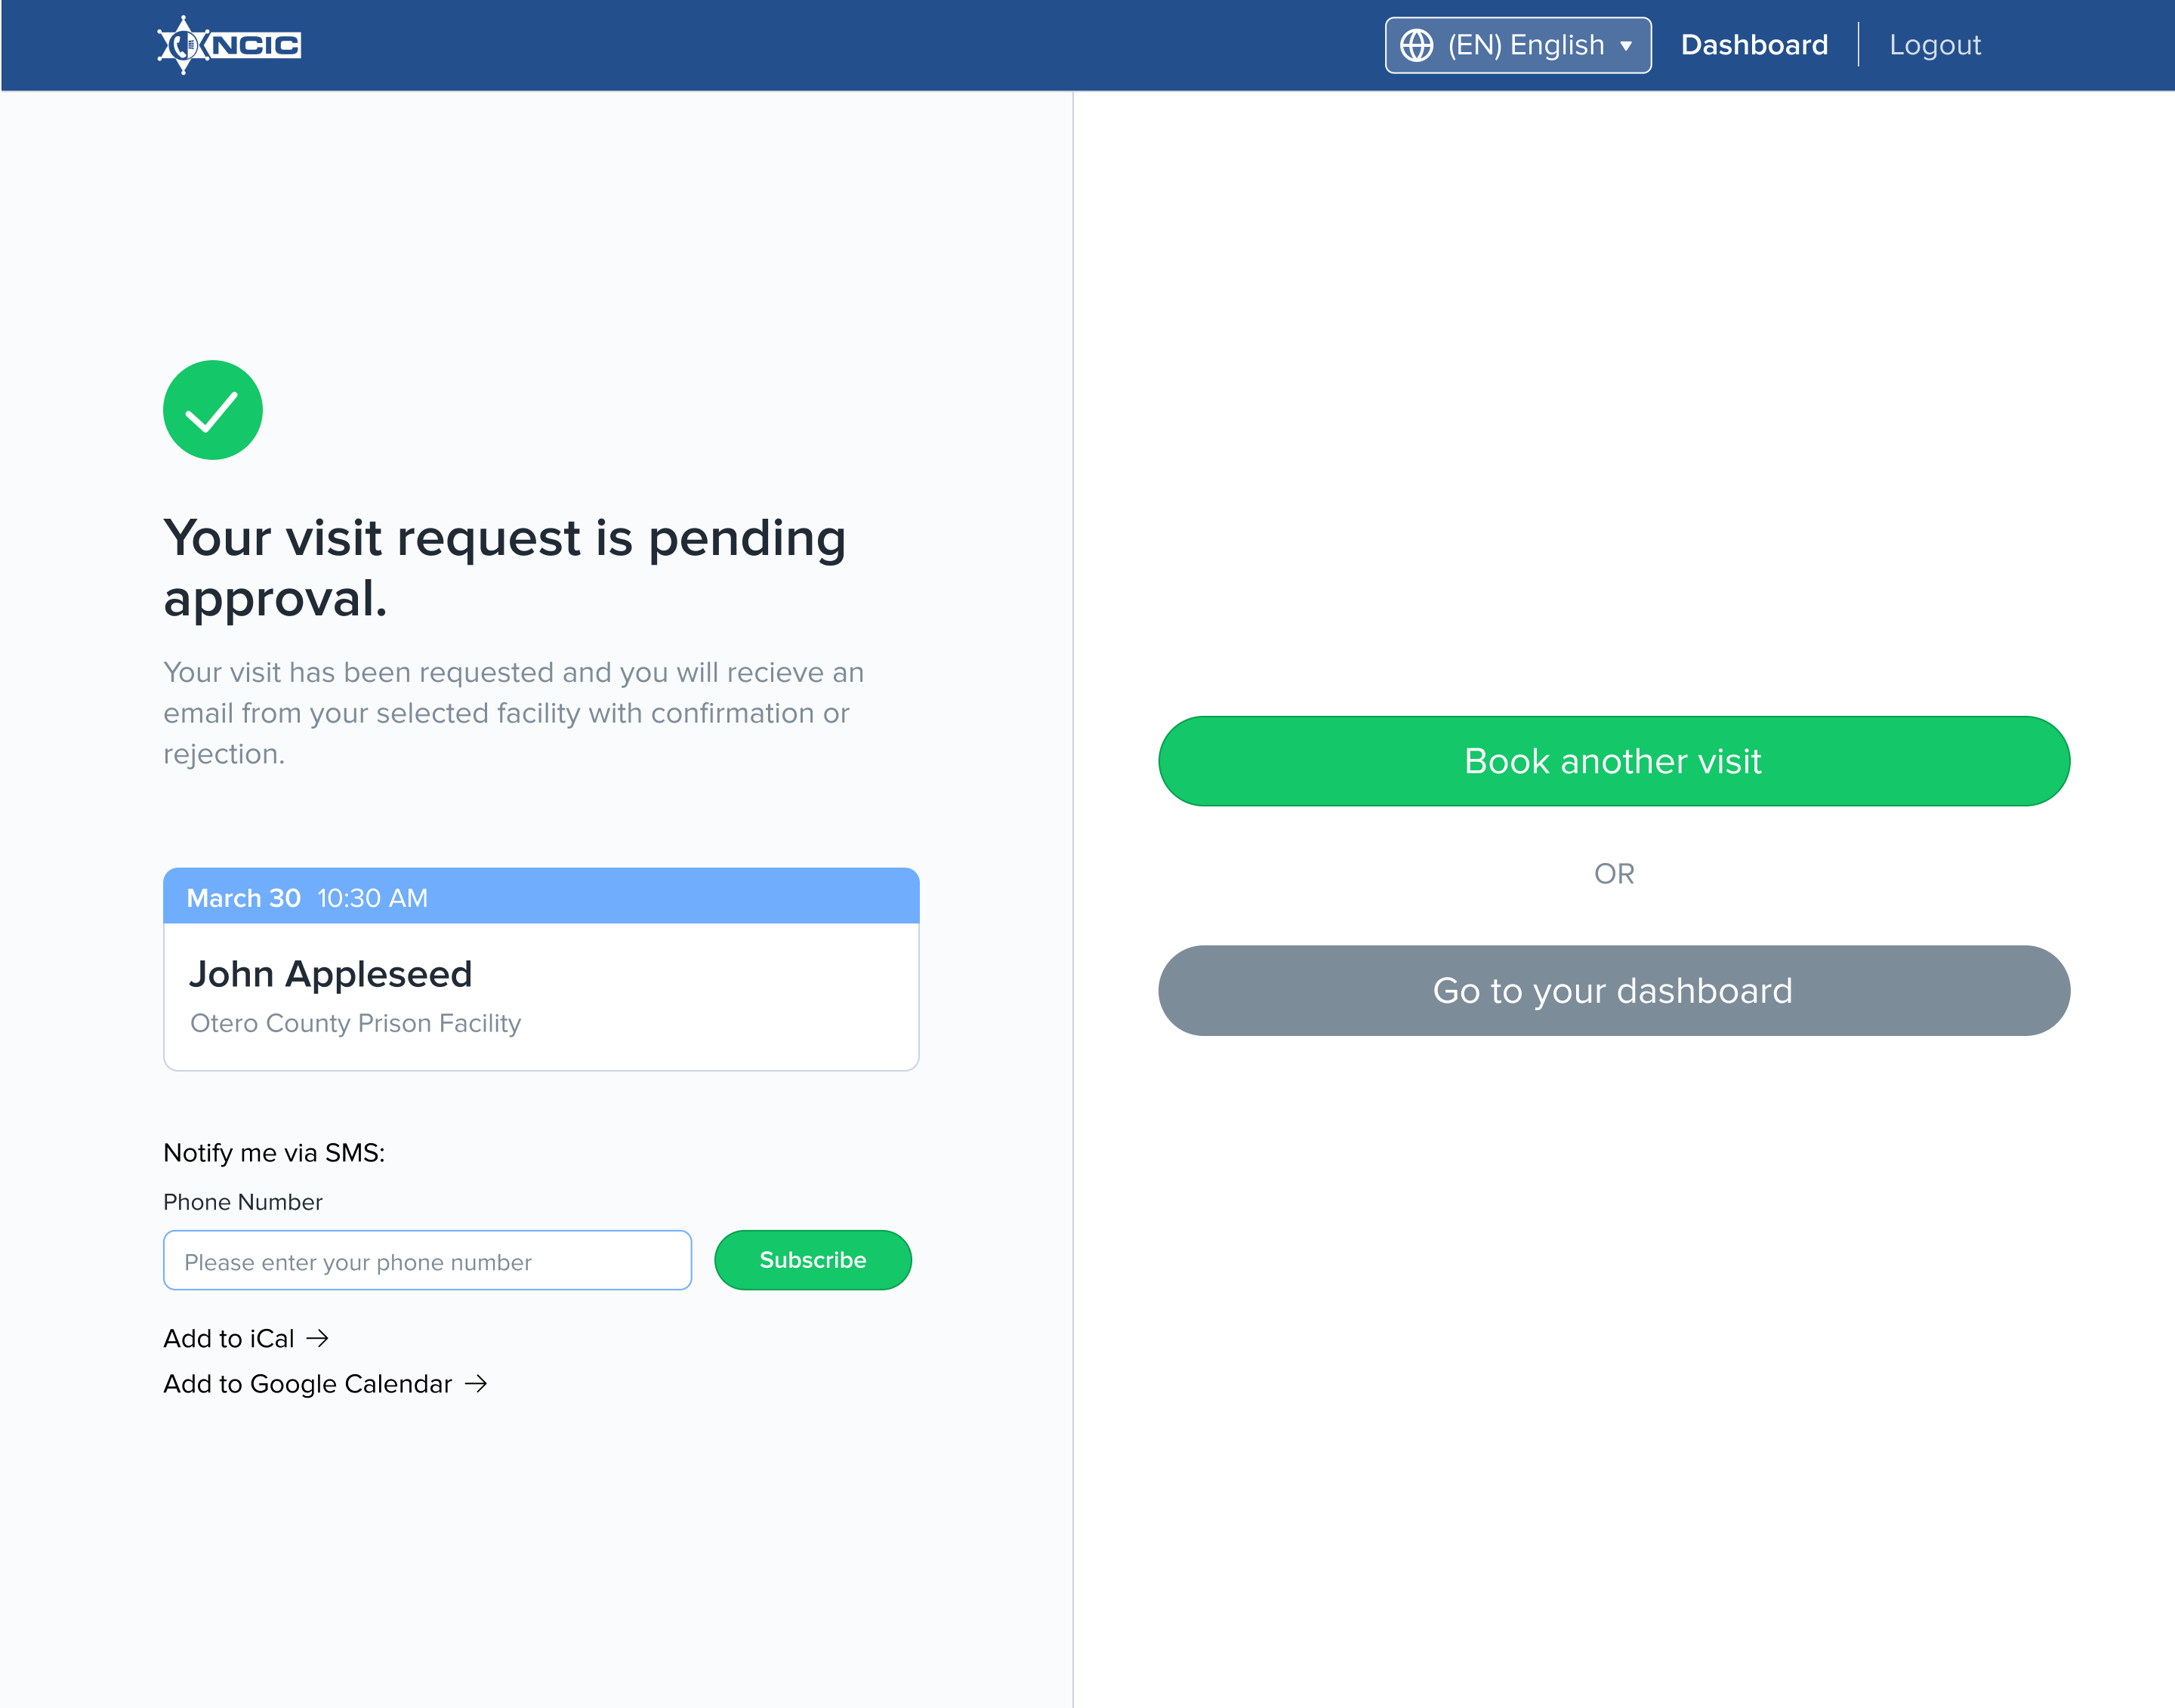 NCIC
(EN) English
Dashboard
Logout
Your visit request is pending
approval.
Your visit has been requested and you will recieve an
email from your selected facility with confirmation or
rejection.
March 30 10:30 AM
John Appleseed
Otero County Prison Facility
Notify me via SMS:
Phone Number
Please enter your phone number
Subscribe
Add to iCal
Add to Google Calendar
Book another visit
OR
Go to your dashboard